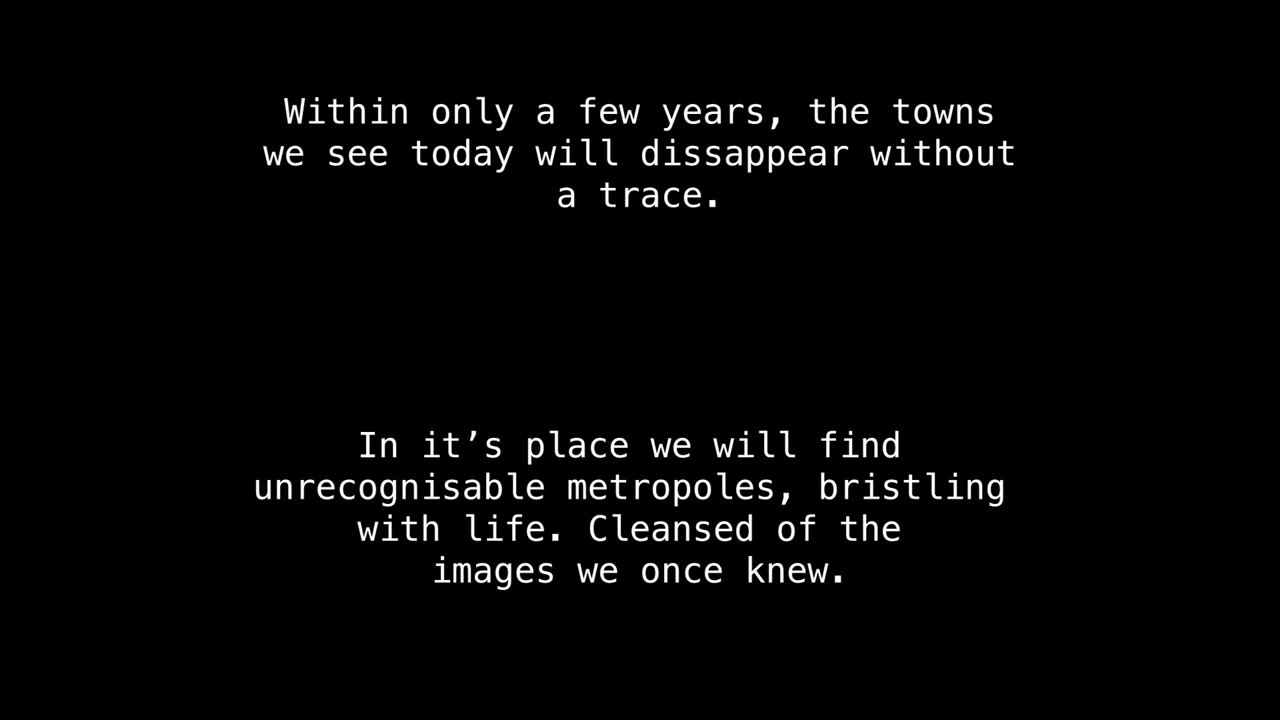 Within only a few years, the towns
we see today will dissappear without
a trace.
In it’s place we will find
unrecognisable metropoles, bristling
with life. Cleansed of the
images we once knew.